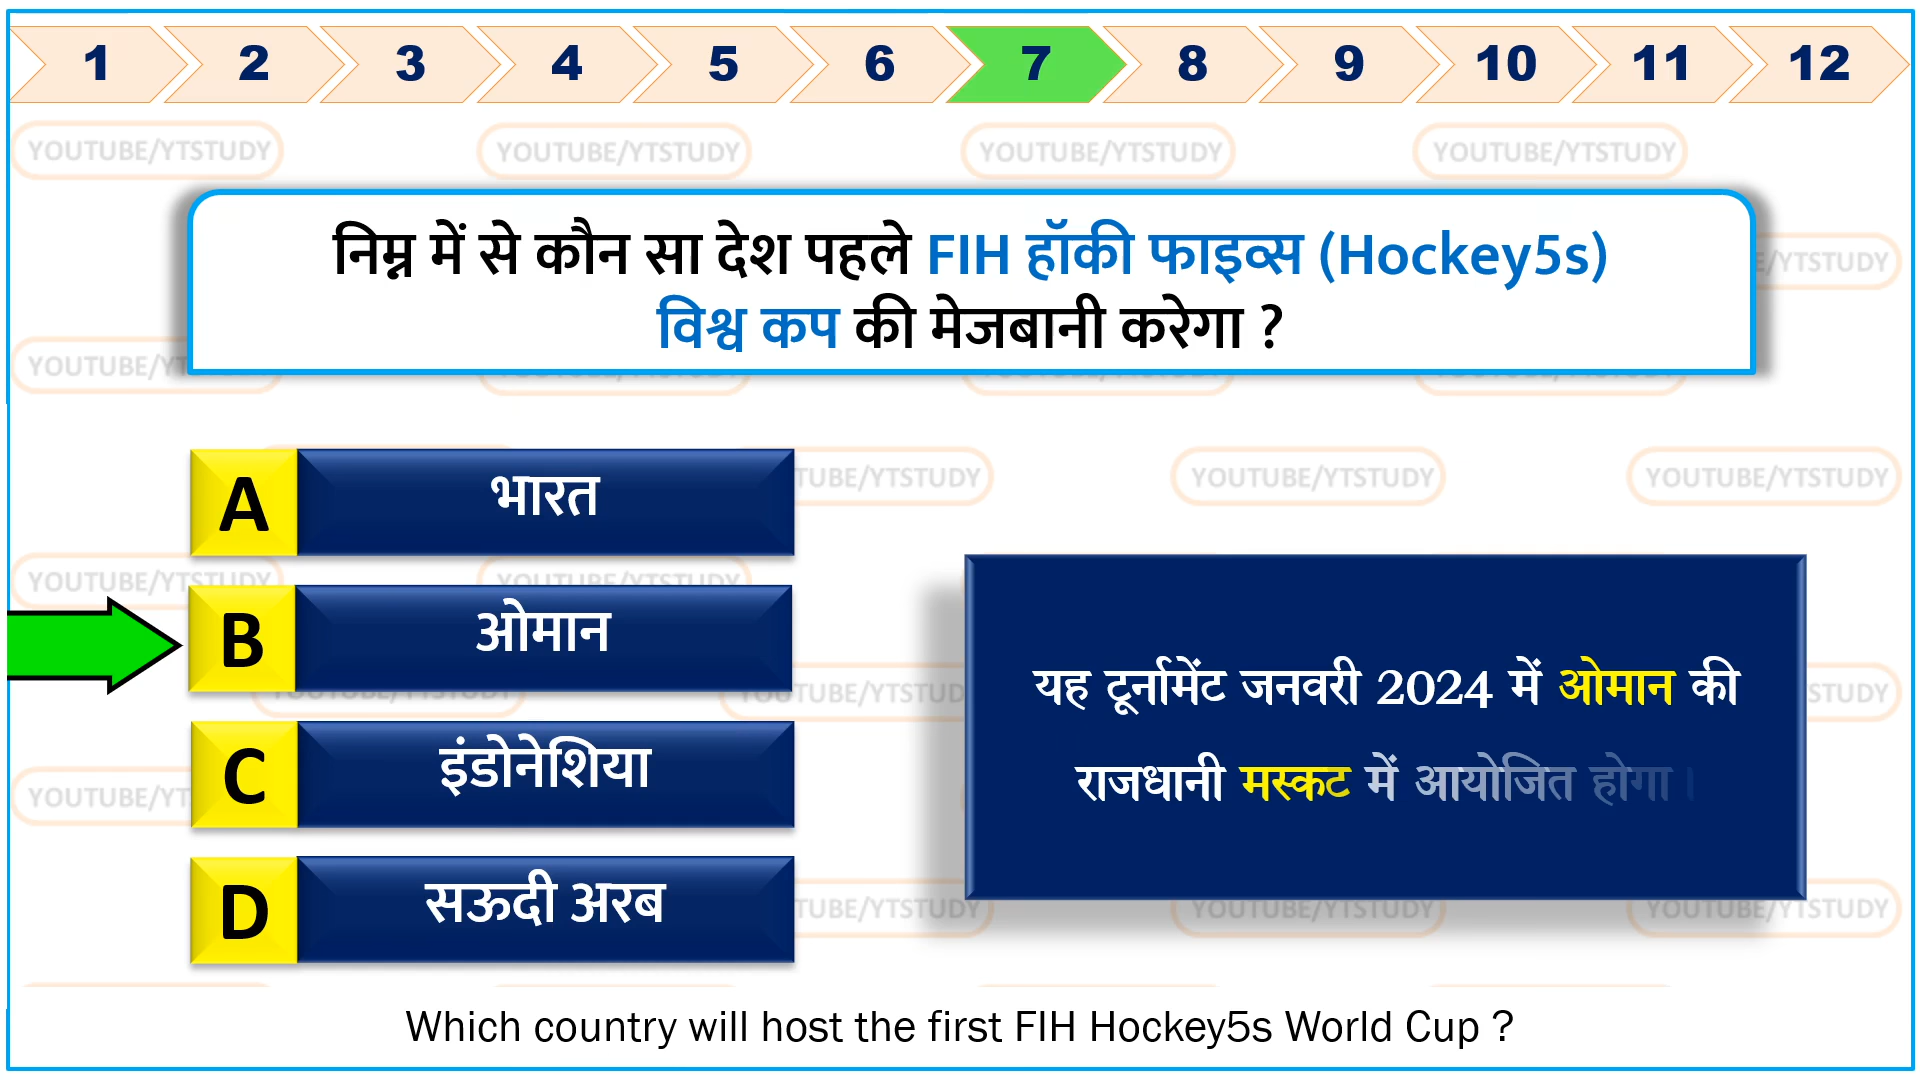 1 2 3 4 5 6 7 8 9 10 11 12
YOUTUBE/YTSTUDY YOUTUBE/YTSTUDY YOUTUBE/YTSTUDY YOUTUBE/YTSTUDY
निम्न में से कौन सा देश पहले FIH हॉकी फाइव्स (Hockey5s)
विश्व कप की मेजबानी करेगा ?
A भारत
B ओमान
C इंडोनेशिया
D सऊदी अरब
यह टूर्नामेंट जनवरी 2024 में ओमान की
राजधानी मस्कट में आयोजित होगा ।
YOUTUBE/YTSTUDY YOUTUBE/YTSTUDY
Which country will host the first FIH Hockey5s World Cup ?